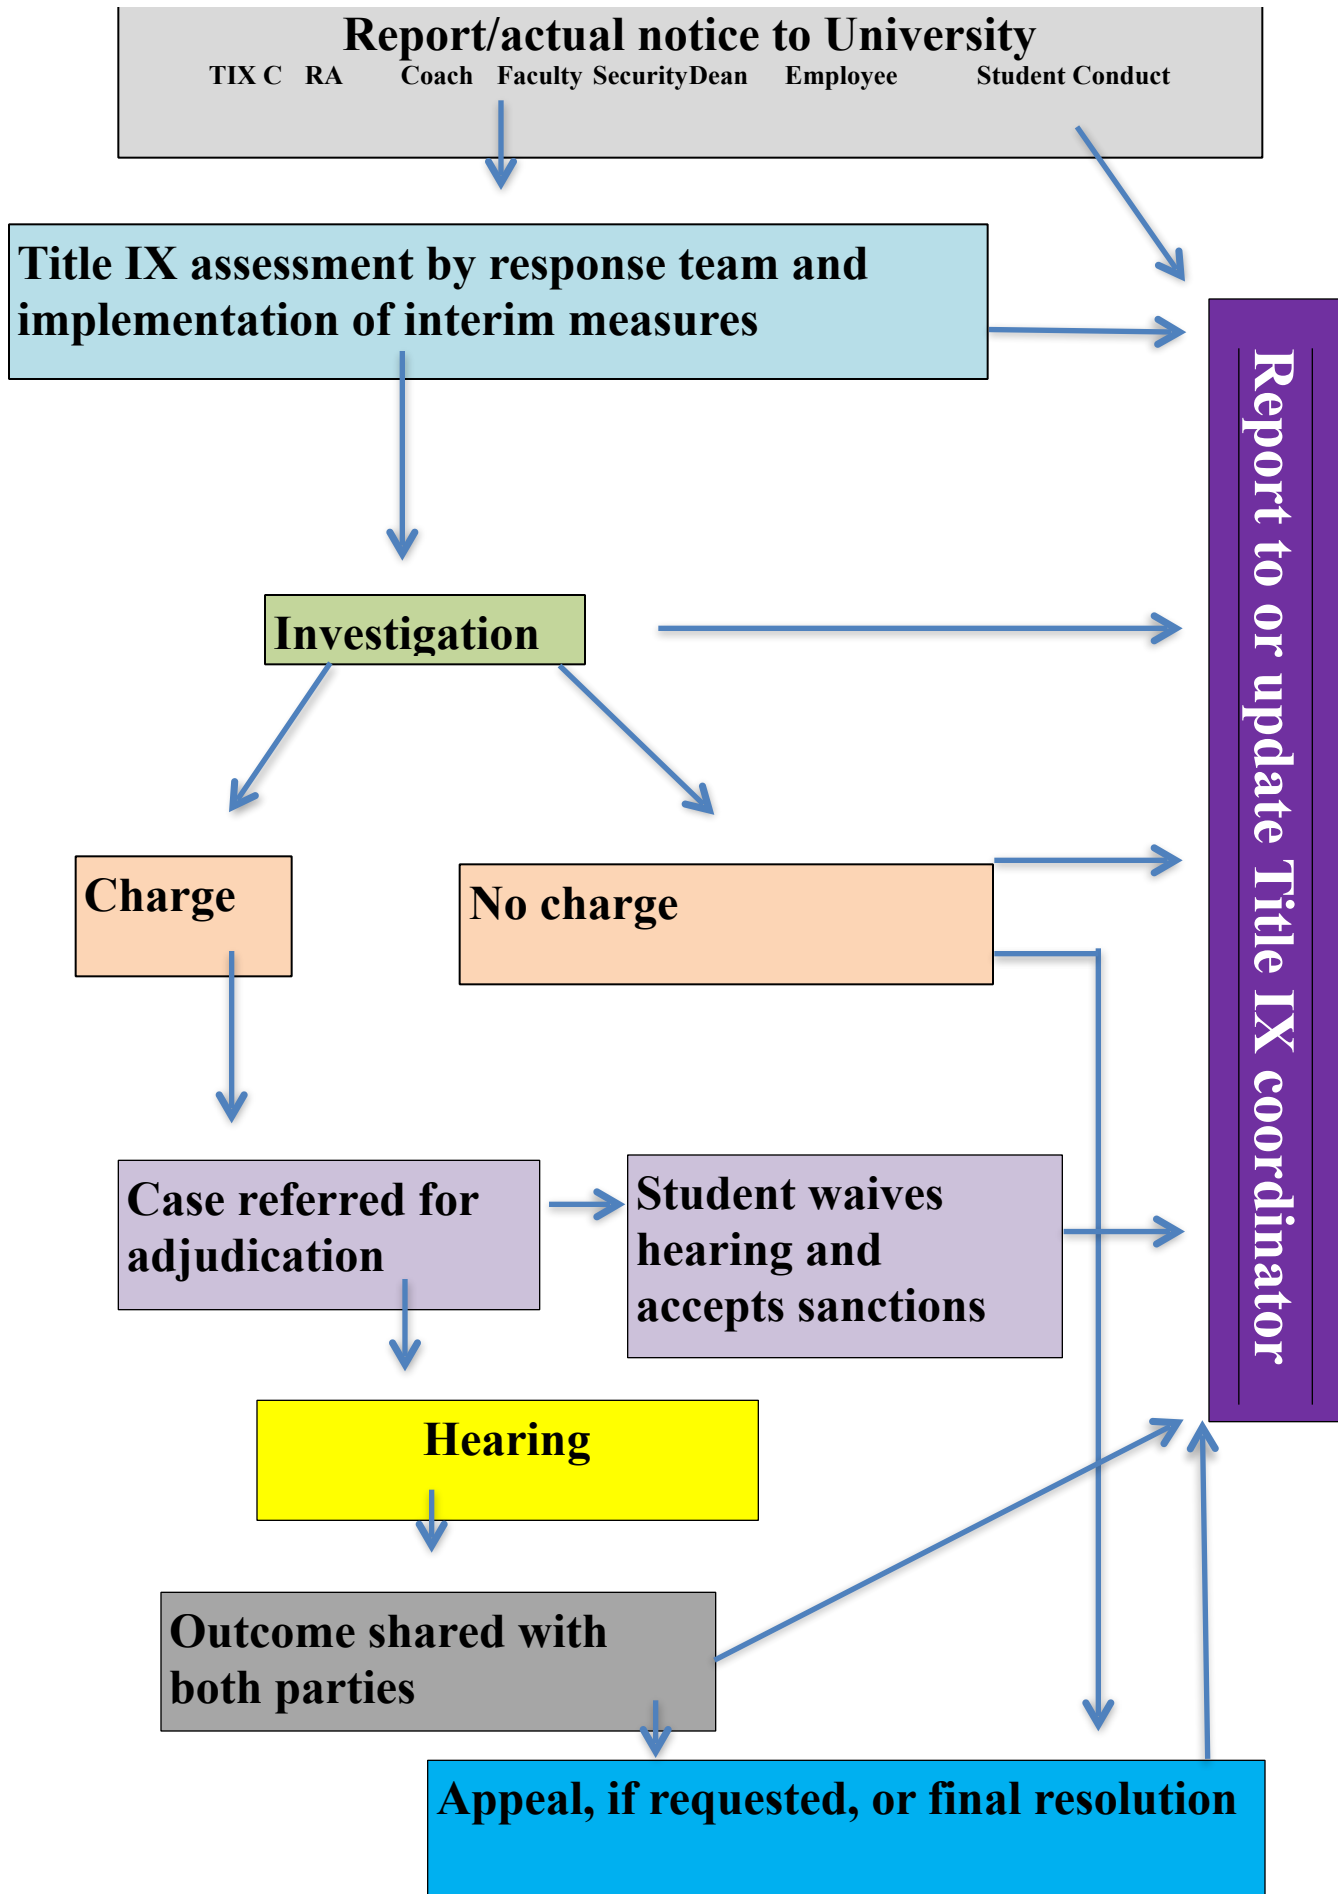 Report/actual notice to University
TIX C RA Coach Faculty SecurityDean Employee Student Conduct
Title IX assessment by response team and
implementation of interim measures
Report to or update Title IX coordinator
Investigation
Charge
No charge
Case referred for
adjudication
Student waives
hearing and
accepts sanctions
Hearing
Outcome shared with
both parties
Appeal, if requested, or final resolution